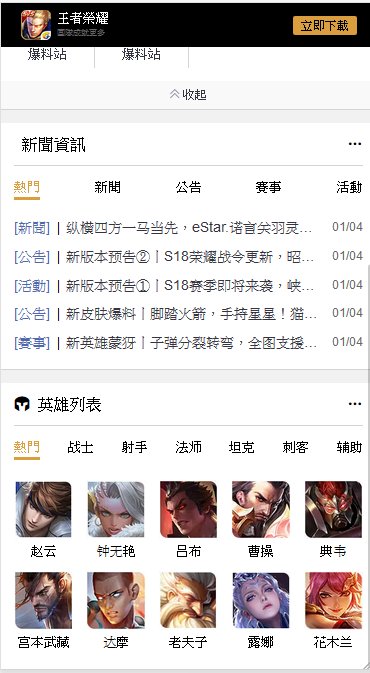 王者榮耀
團隊成就更多
立即下載
爆料站 爆料站
收起
新聞資訊
熱門 新聞 公告 賽事 活動
[新聞] | 纵横四方一马当先，eStar.诺言关羽灵… 01/04
[公告] | 新版本预告②丨S18荣耀战令更新，昭… 01/04
[活動] | 新版本预告①丨S18赛季即将来袭，峡… 01/04
[公告] | 新皮肤爆料丨脚踏火箭，手持星星！猫… 01/04
[賽事] | 新英雄蒙犽丨子弹分裂转弯，全图支援… 01/04
英雄列表
熱門 战士 射手 法师 坦克 刺客 辅助
赵云 钟无艳 吕布 曹操 典韦
宫本武藏 达摩 老夫子 露娜 花木兰